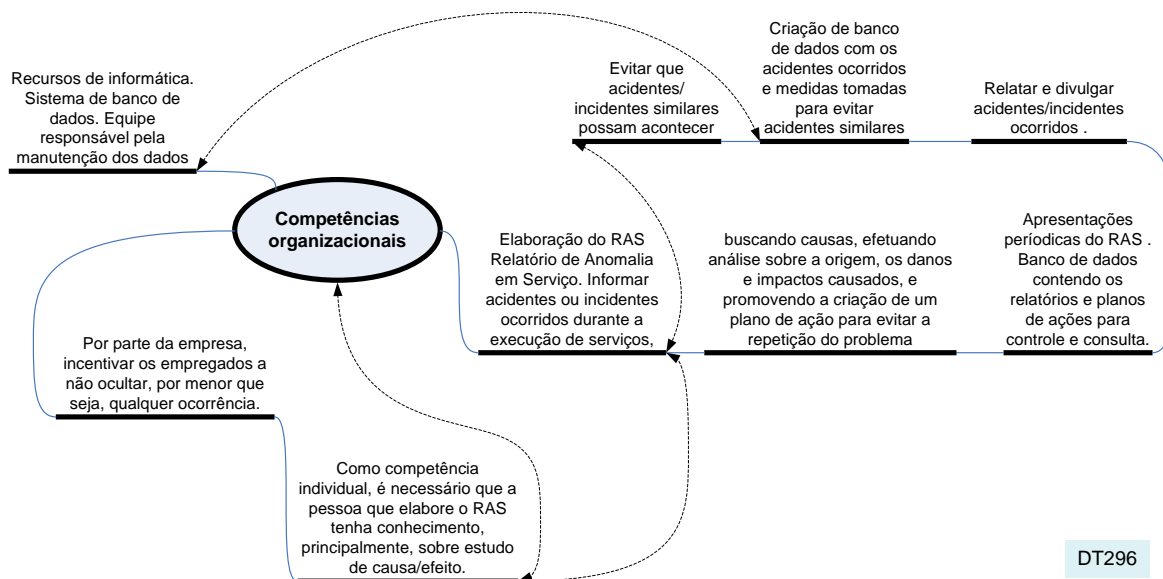 Recursos de informática.
Sistema de banco de
dados. Equipe
responsável pela
manutenção dos dados
Evitar que
acidentes/
incidentes similares
possam acontecer
Criação de banco
de dados com os
acidentes ocorridos
e medidas tomadas
para evitar
acidentes similares
Relatar e divulgar
acidentes/incidentes
ocorridos .
Competências
organizacionais
Elaboração do RAS
Relatório de Anomalia
em Serviço. Informar
acidentes ou incidentes
ocorridos durante a
execução de serviços,
buscando causas, efetuando
análise sobre a origem, os danos
e impactos causados, e
promovendo a criação de um
plano de ação para evitar a
repetição do problema
Apresentações
períodicas do RAS .
Banco de dados
contendo os
relatórios e planos
de ações para
controle e consulta.
Por parte da empresa,
incentivar os empregados a
não ocultar, por menor que
seja, qualquer ocorrência.
Como competência
individual, é necessário que a
pessoa que elabore o RAS
tenha conhecimento,
principalmente, sobre estudo
de causa/efeito.
DT296